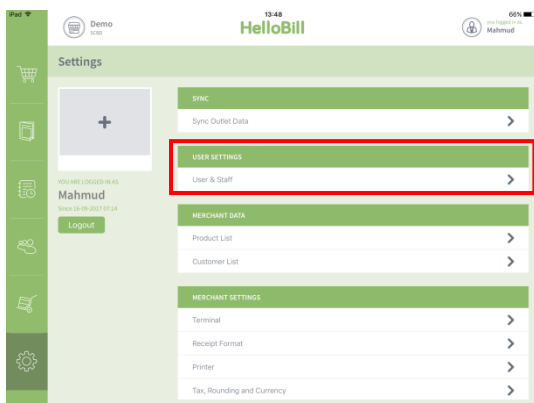 iPad
13:48
66%
Demo
SCBD
HelloBill
you logged in as,
Mahmud
Settings
SYNC
Sync Outlet Data
USER SETTINGS
User & Staff
YOU ARE LOGGED IN AS
Mahmud
Since 16-09-2017 07:14
Logout
MERCHANT DATA
Product List
Customer List
MERCHANT SETTINGS
Terminal
Receipt Format
Printer
Tax, Rounding and Currency